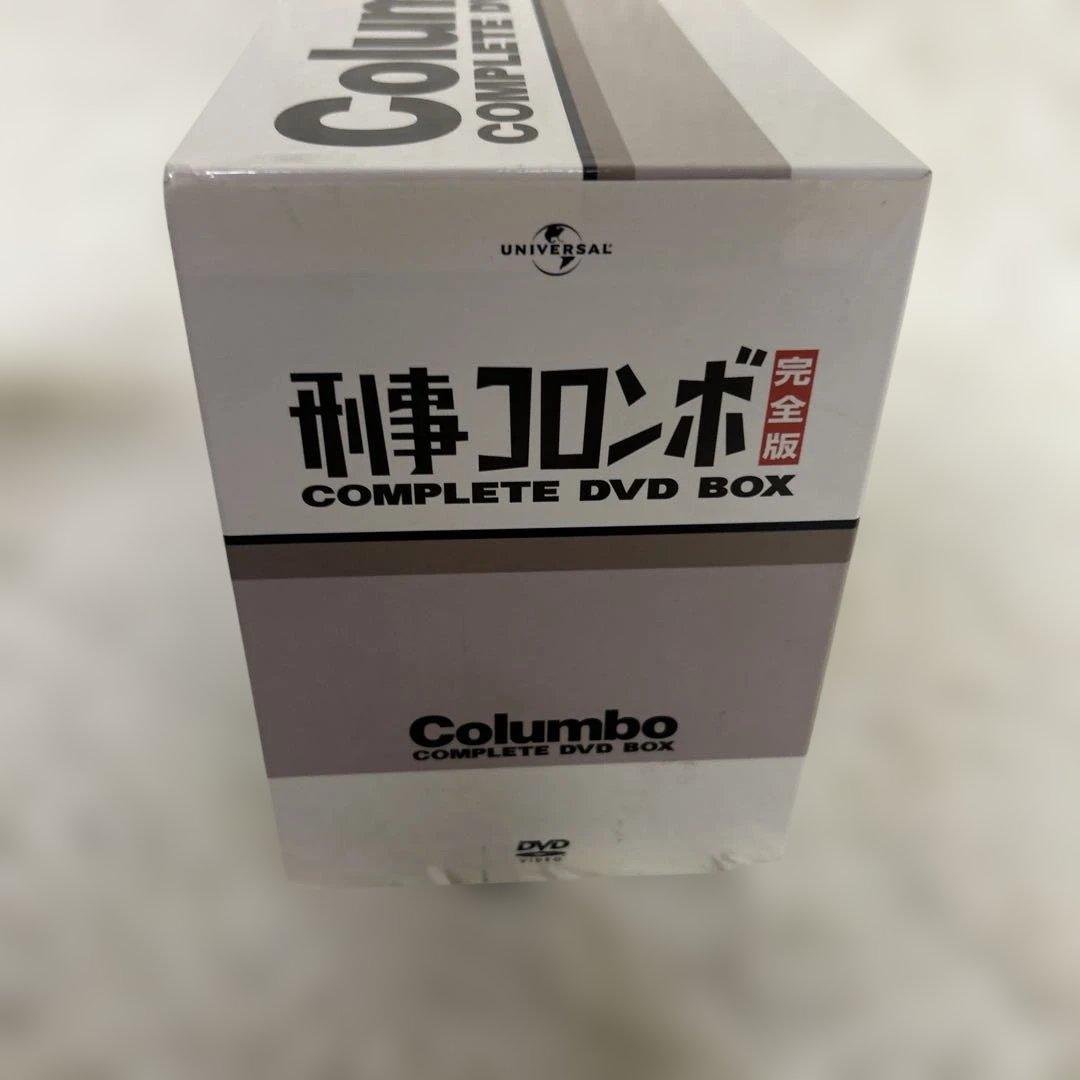 Colum
COMPLETE D
UNIVERSAL
刑事コロンボ 完全版
COMPLETE DVD BOX
Columbo
COMPLETE DVD BOX
DVD
VIDEO